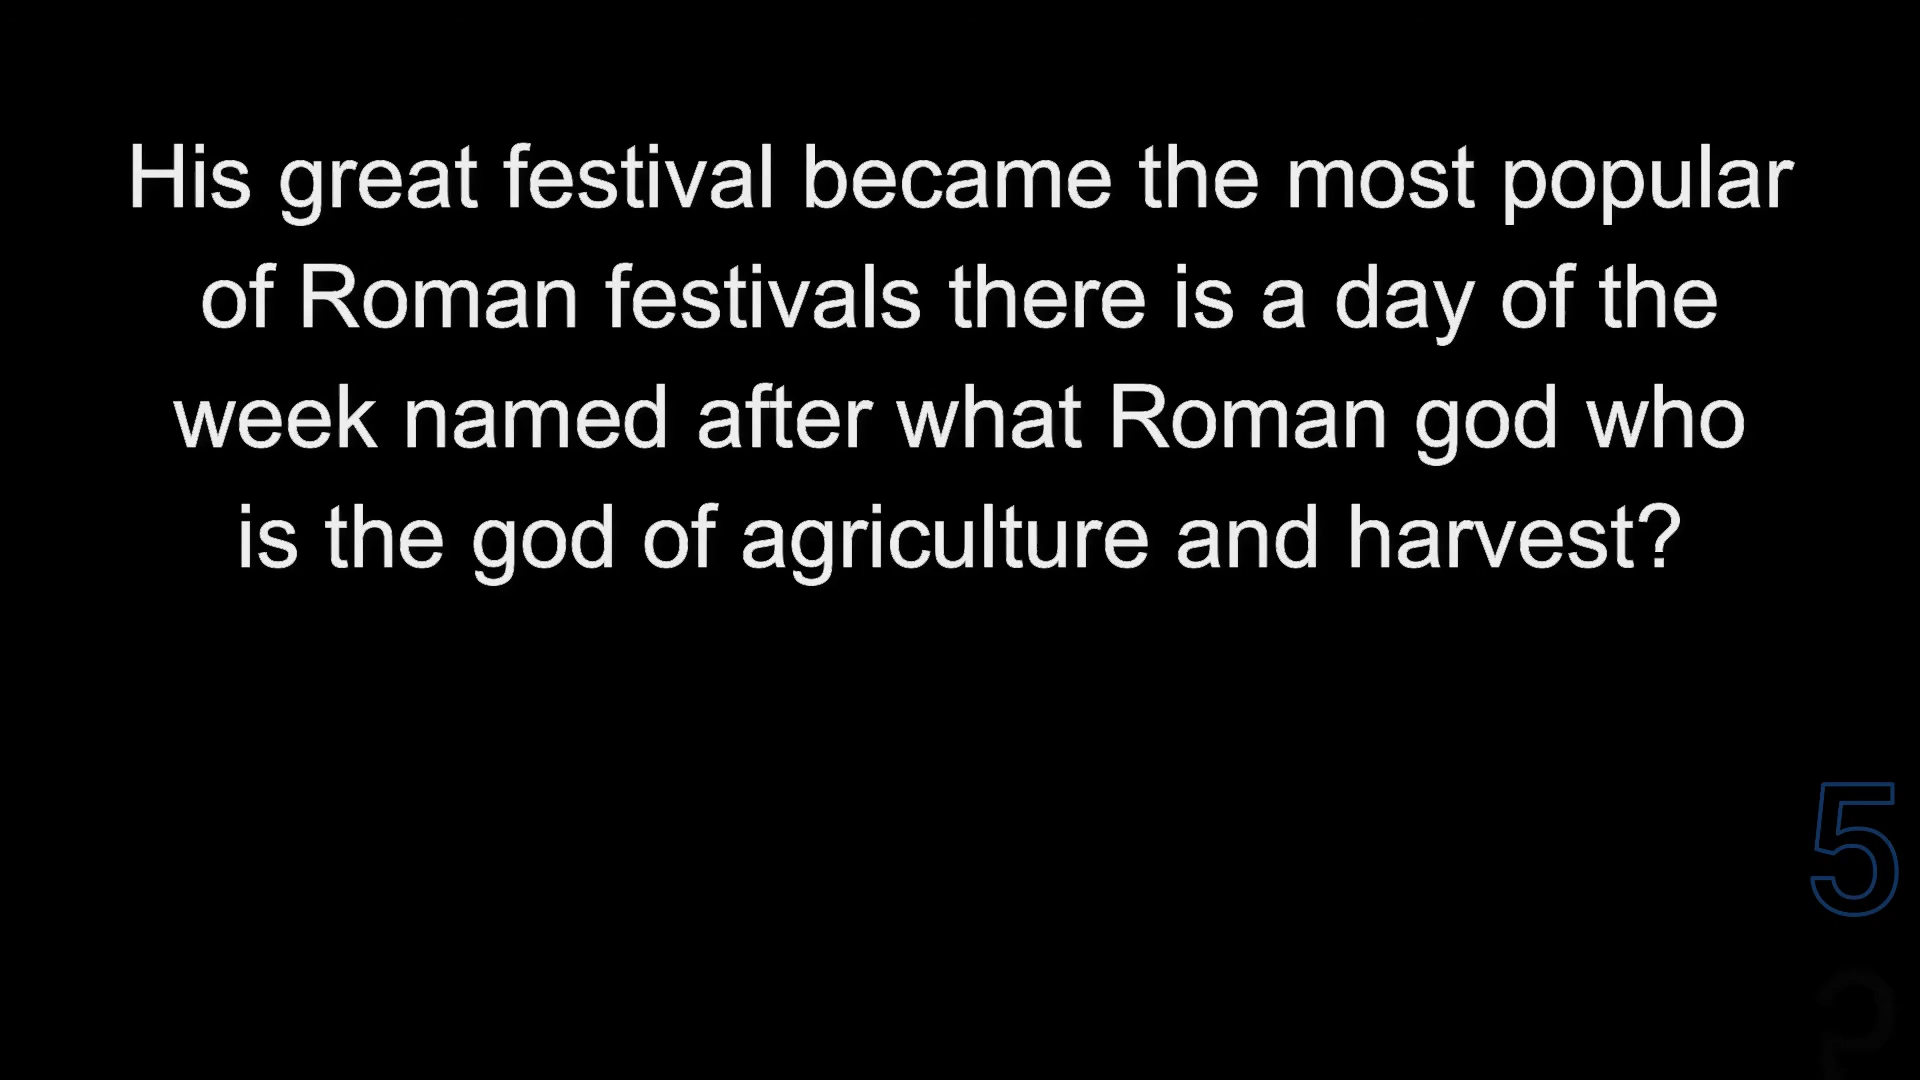 His great festival became the most popular
of Roman festivals there is a day of the
week named after what Roman god who
is the god of agriculture and harvest?
5